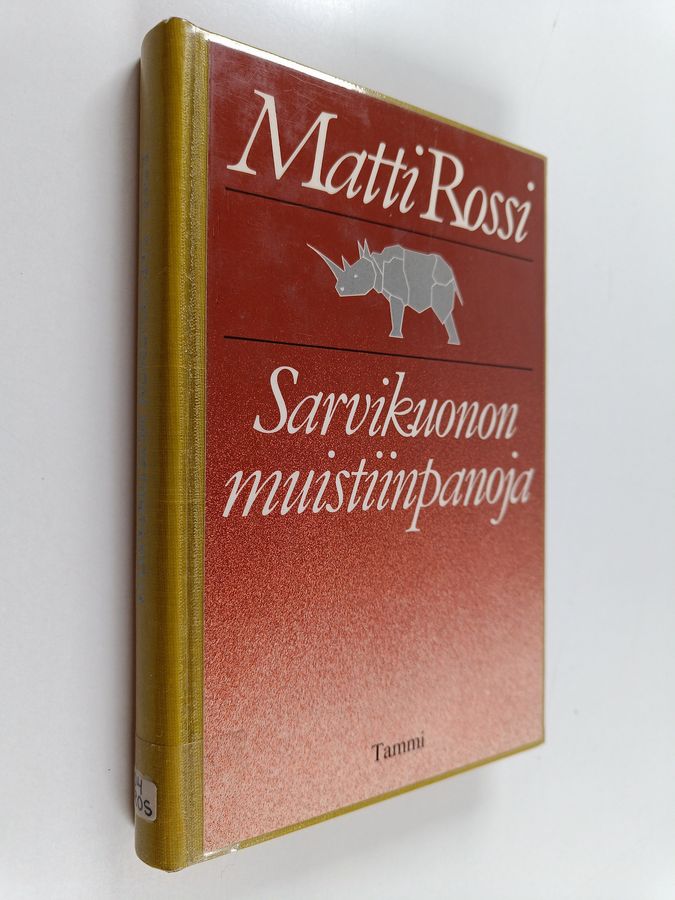 Matti Rossi
Sarvikuonon
muistiinpanoja
Tammi